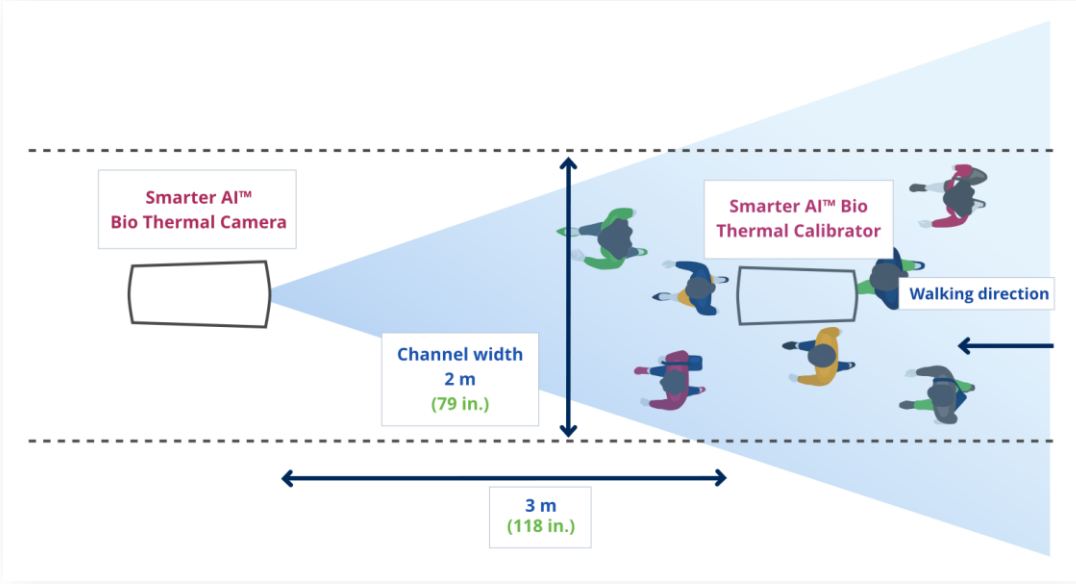 Smarter AI™
Bio Thermal Camera
Smarter AI™ Bio
Thermal Calibrator
Walking direction
Channel width
2 m
(79 in.)
3 m
(118 in.)